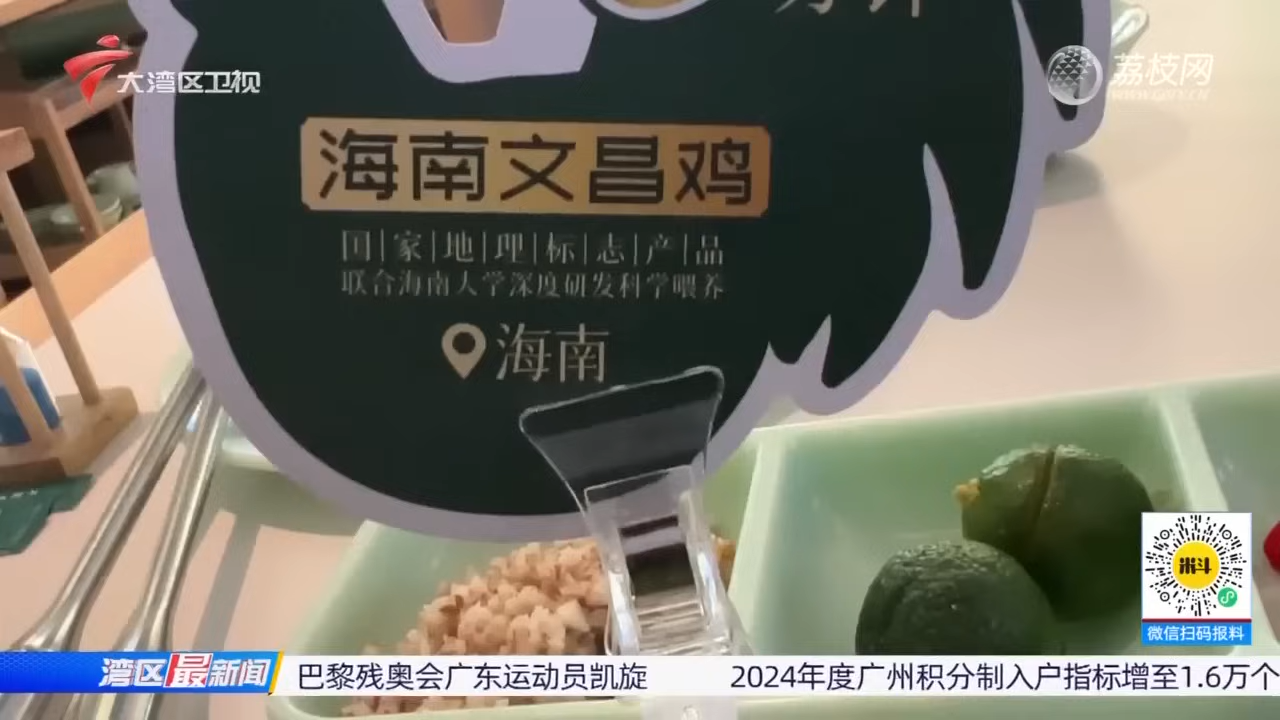 大湾区卫视
荔枝网
海南文昌鸡
国|家|地|理|标|志|产|品
联合海南大学深度研发科学喂养
海南
米斗
微信扫码报料
湾区最新闻
巴黎残奥会广东运动员凯旋
2024年度广州积分制入户指标增至1.6万个